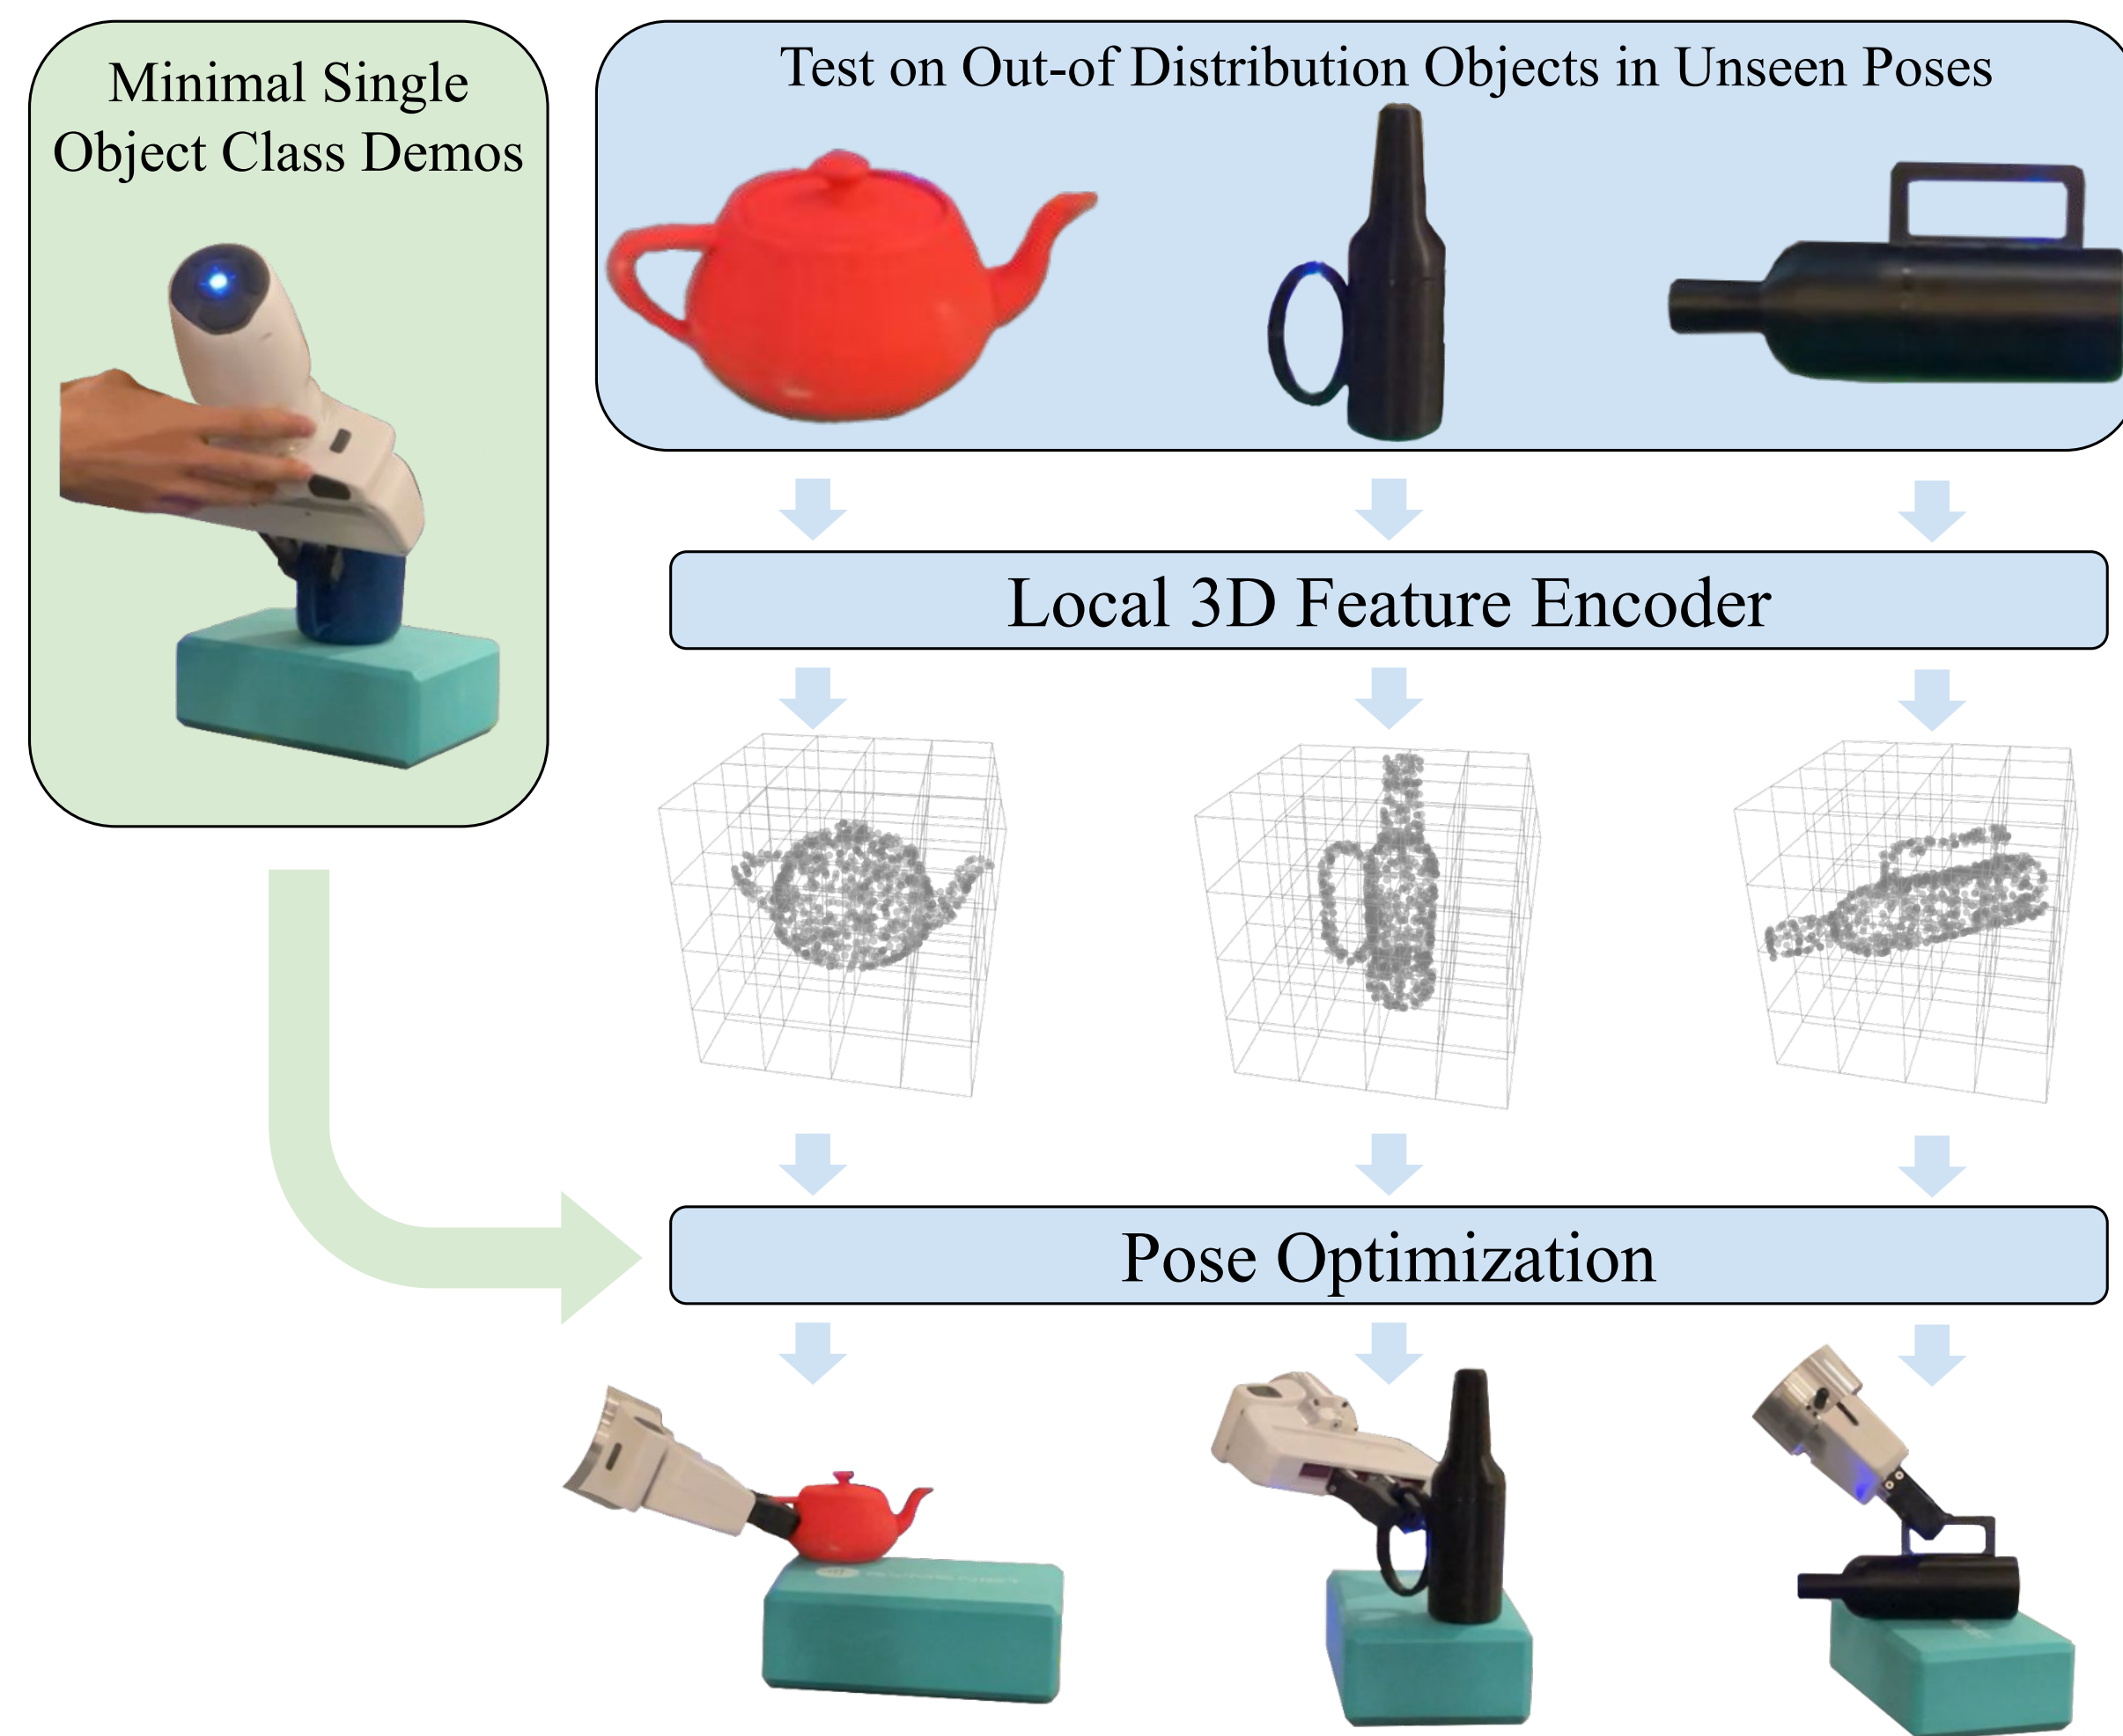 Minimal Single
Object Class Demos
Test on Out-of Distribution Objects in Unseen Poses
Local 3D Feature Encoder
Pose Optimization